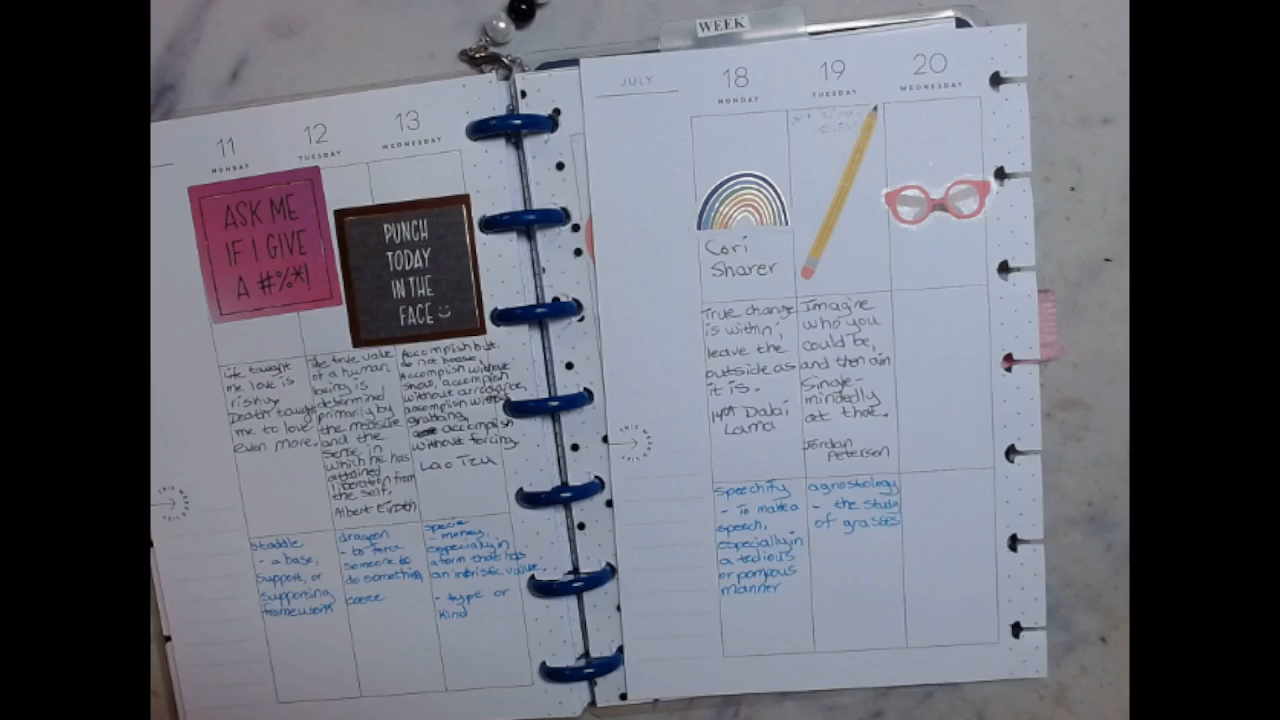 WEEK
11
MONDAY
12
TUESDAY
13
WEDNESDAY
ASK ME
IF I GIVE
A #%*!
PUNCH
TODAY
IN THE
FACE
Life taught
me love is
risky
Death taught
me to love
even more.
the true value
of a human
being is
determined
primarily by
the measure
and the
sense in
which he has
attained
liberation from
the self.
Albert
Accomplish but
do not boast,
Accomplish without
show, accomplish
without arrogance,
accomplish without
accomplish
without forcing.
Lao Tzu
THIS WEEK
staddle
- a base,
support, or
supporting
framework
dragoon
- to force
someone to
do something
coerce
specie
- money,
especially in
a form that has
an intristic value.
- type or
kind
JULY
18
MONDAY
19
TUESDAY
20
WEDNESDAY
Cori
Sharer
True change
is within;
leave the
outside as
it is.
14th Dalai
Lama
Imagine
who you
could be,
and then aim
single-
mindedly
at that.
Jordan
Peterson
THIS WEEK
speechify
- To make a
speech,
especially in
a tedious
or pompous
manner
agrostology
- the study
of grasses